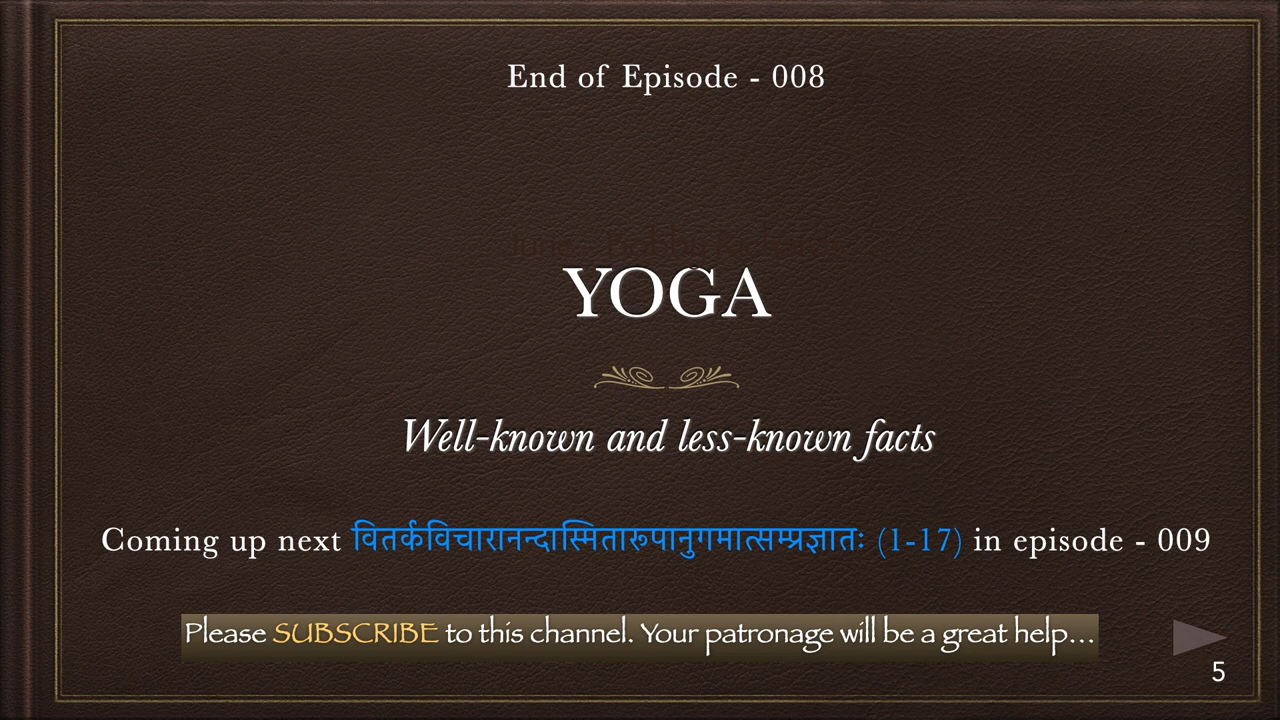 End of Episode - 008
YOGA
Well-known and less-known facts
Coming up next वितर्कविचारानन्दास्मितारूपानुगमात्सम्प्रज्ञातः (1-17) in episode - 009
Please SUBSCRIBE to this channel. Your patronage will be a great help...
5